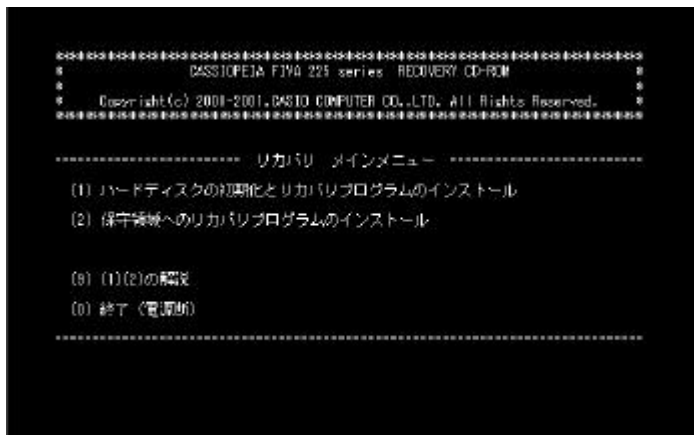 CASSIOPEIA FIVA 225 series RECOVERY CD-ROM
Copyright(c) 2000-2001.CASIO COMPUTER CO.,LTD. All Rights Reserved.
リカバリ メインメニュー
(1) ハードディスクの初期化とリカバリプログラムのインストール
(2) 保守領域へのリカバリプログラムのインストール
(9) (1)(2)の解説
(0) 終了 (電源断)